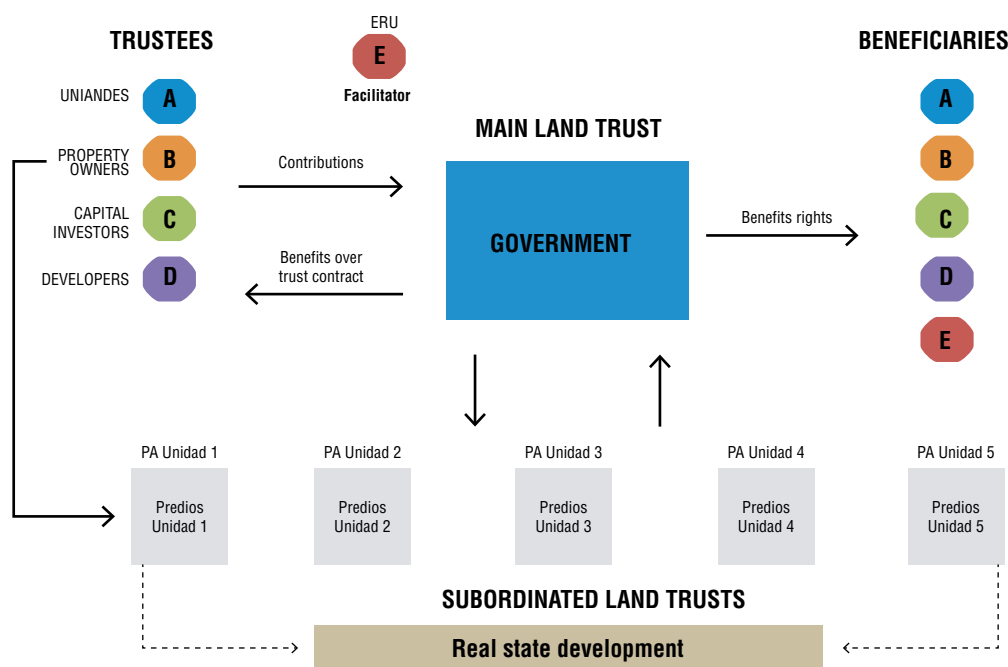 TRUSTEES
UNIANDES
A
PROPERTY
OWNERS
B
CAPITAL
INVESTORS
C
DEVELOPERS
D
ERU
E
Facilitator
Contributions
Benefits over
trust contract
MAIN LAND TRUST
GOVERNMENT
Benefits rights
BENEFICIARIES
A
B
C
D
E
PA Unidad 1
PA Unidad 2
PA Unidad 3
PA Unidad 4
PA Unidad 5
Predios
Unidad 1
Predios
Unidad 2
Predios
Unidad 3
Predios
Unidad 4
Predios
Unidad 5
SUBORDINATED LAND TRUSTS
Real state development